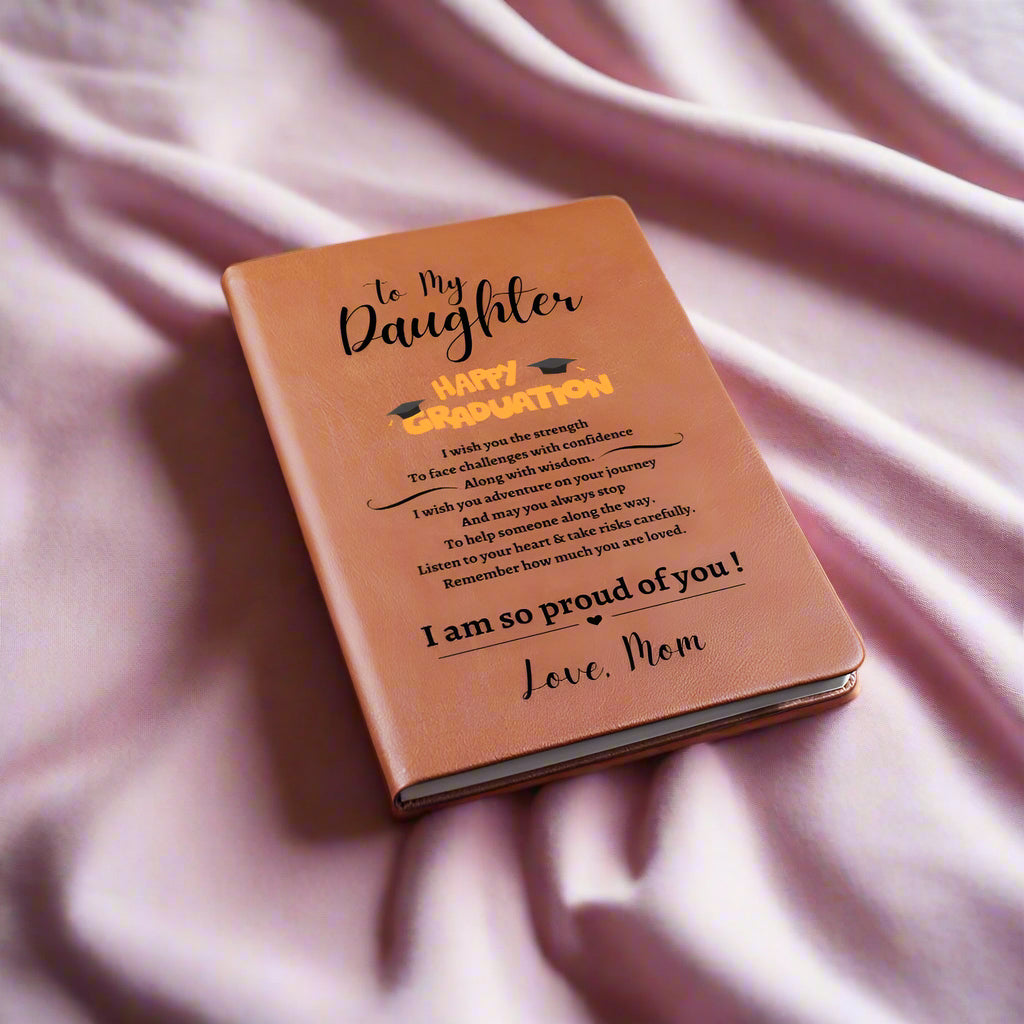 to My
Daughter
HAPPY
GRADUATION
I wish you the strength
To face challenges with confidence
Along with wisdom.
I wish you adventure on your journey
And may you always stop
To help someone along the way.
Listen to your heart & take risks carefully.
Remember how much you are loved.
I am so proud of you !
Love, Mom